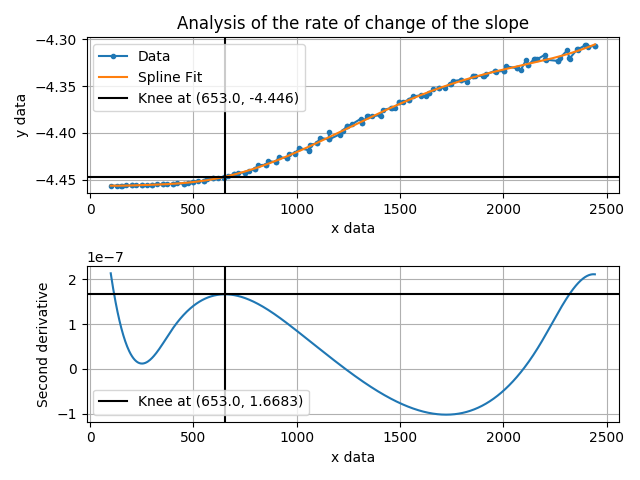 Analysis of the rate of change of the slope
−4.30
−4.35
−4.40
−4.45
y data
Data
Spline Fit
Knee at (653.0, -4.446)
0 500 1000 1500 2000 2500
x data
1e−7
2
1
0
−1
Second derivative
Knee at (653.0, 1.6683)
0 500 1000 1500 2000 2500
x data